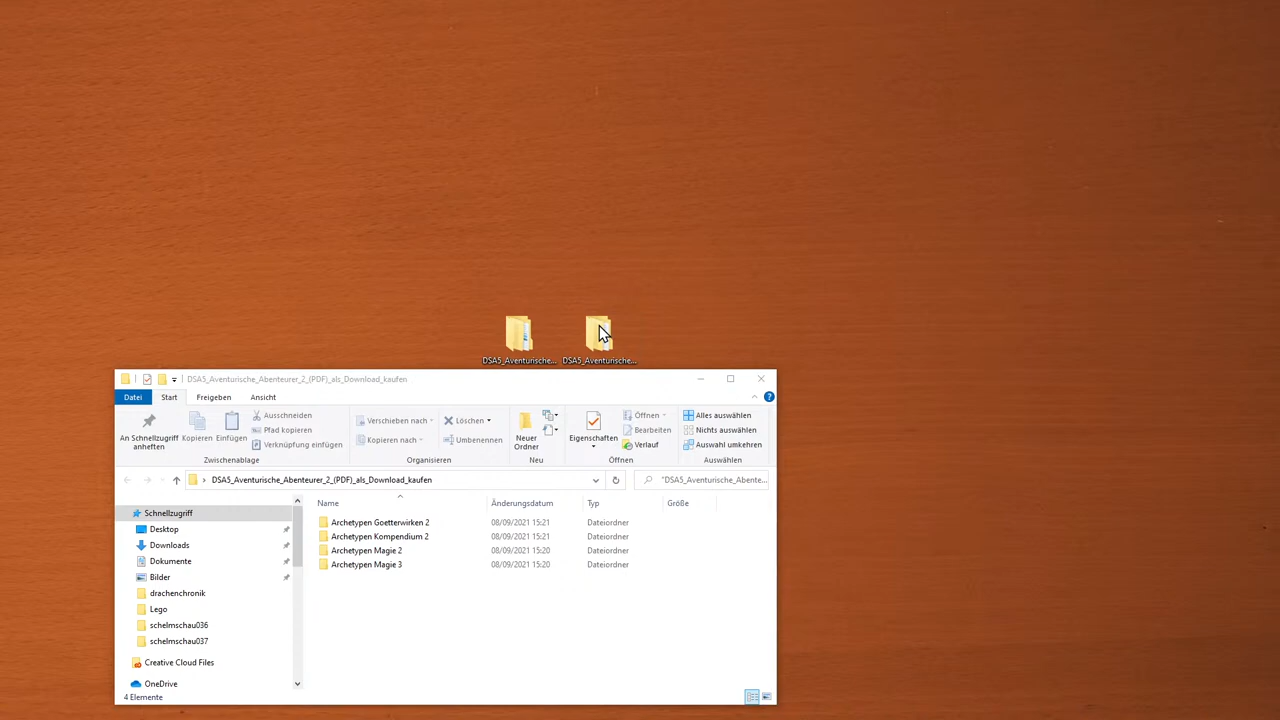 DSA5_Aventurische... DSA5_Aventurische...
DSA5_Aventurische_Abenteurer_2_(PDF)_als_Download_kaufen
Datei Start Freigeben Ansicht
An Schnellzugriff anheften
Kopieren
Einfügen
Ausschneiden
Pfad kopieren
Verknüpfung einfügen
Zwischenablage
Verschieben nach
Kopieren nach
Löschen
Umbenennen
Organisieren
Neuer Ordner
Neu
Eigenschaften
Öffnen
Bearbeiten
Verlauf
Öffnen
Alles auswählen
Nichts auswählen
Auswahl umkehren
Auswählen
DSA5_Aventurische_Abenteurer_2_(PDF)_als_Download_kaufen
"DSA5_Aventurische_Abente...
Schnellzugriff
Desktop
Downloads
Dokumente
Bilder
drachenchronik
Lego
schelmschau036
schelmschau037
Creative Cloud Files
OneDrive
Name Änderungsdatum Typ Größe
Archetypen Goetterwirken 2 08/09/2021 15:21 Dateiordner
Archetypen Kompendium 2 08/09/2021 15:21 Dateiordner
Archetypen Magie 2 08/09/2021 15:20 Dateiordner
Archetypen Magie 3 08/09/2021 15:20 Dateiordner
4 Elemente